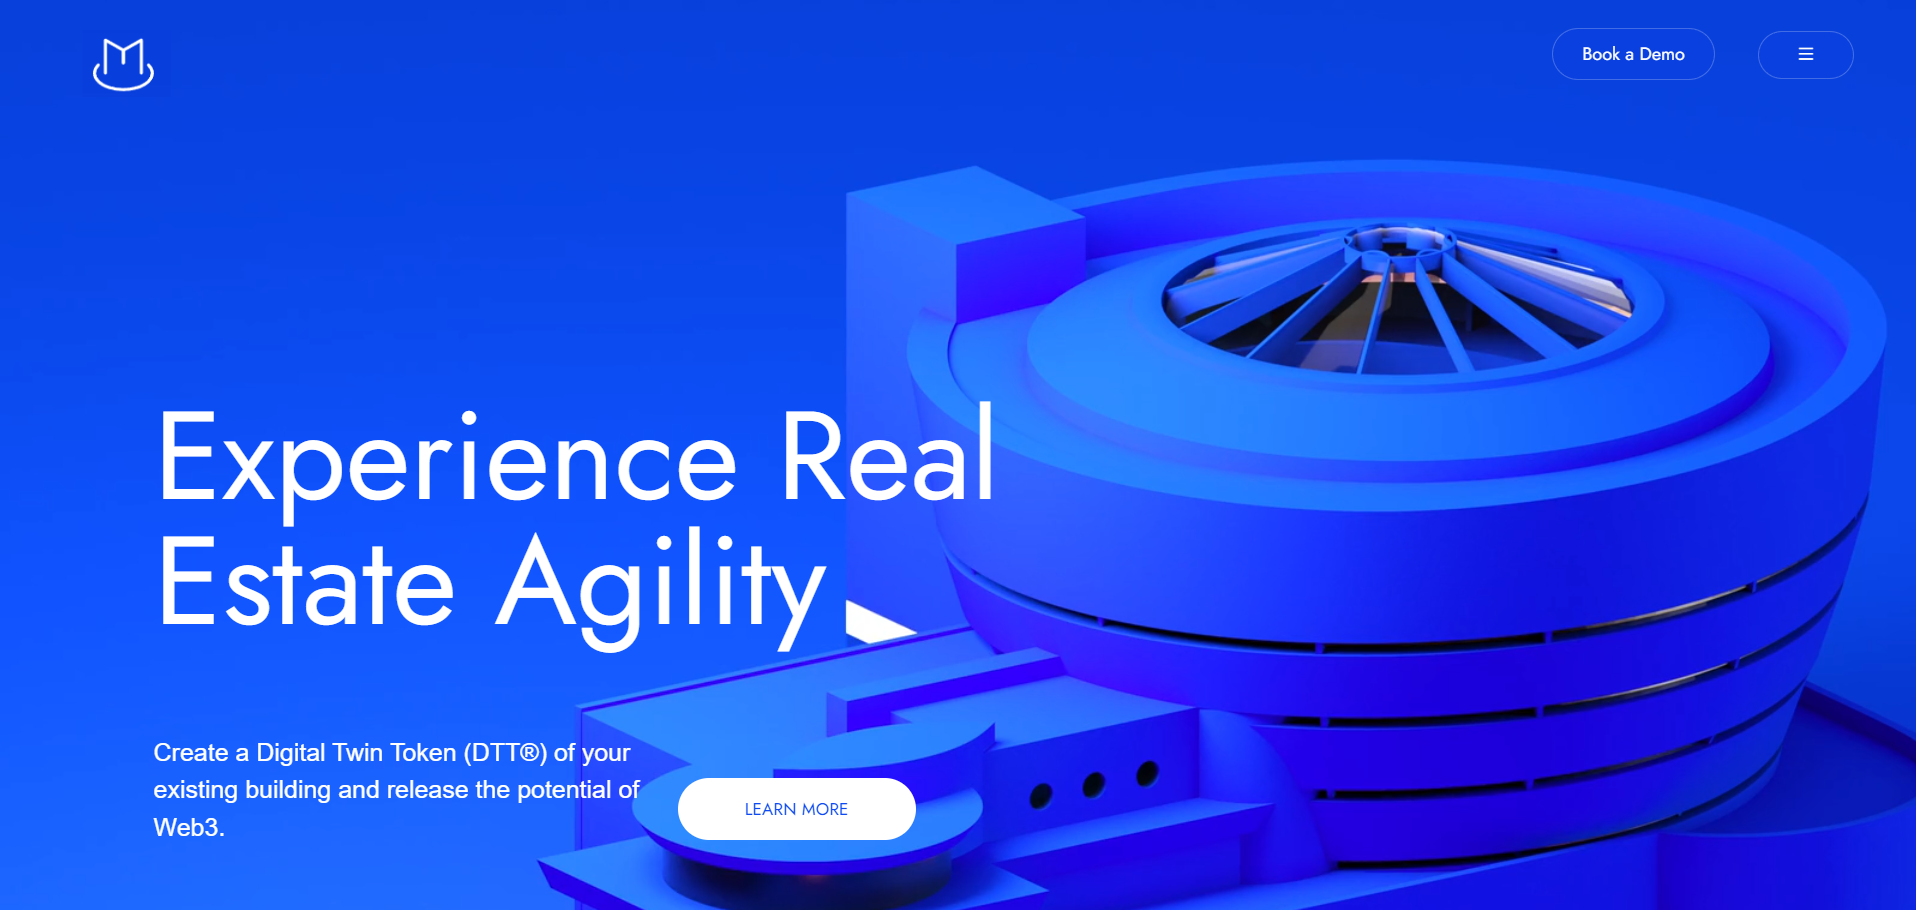 Book a Demo
Experience Real
Estate Agility
Create a Digital Twin Token (DTT®) of your
existing building and release the potential of
Web3.
LEARN MORE